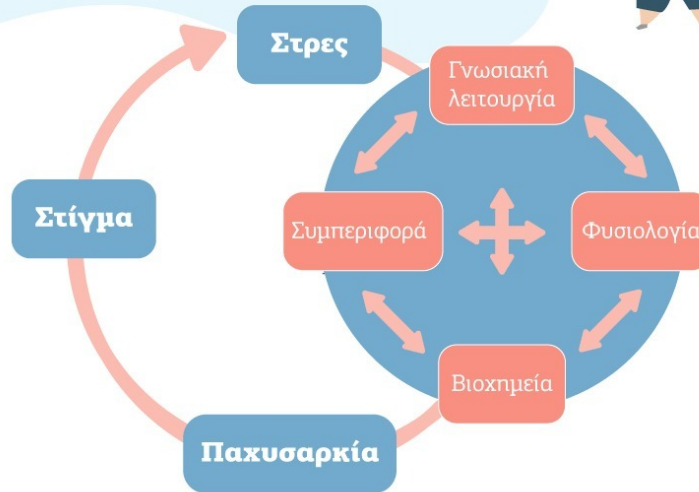 Στρες
Γνωσιακή
λειτουργία
Στίγμα
Συμπεριφορά
Φυσιολογία
Βιοχημεία
Παχυσαρκία